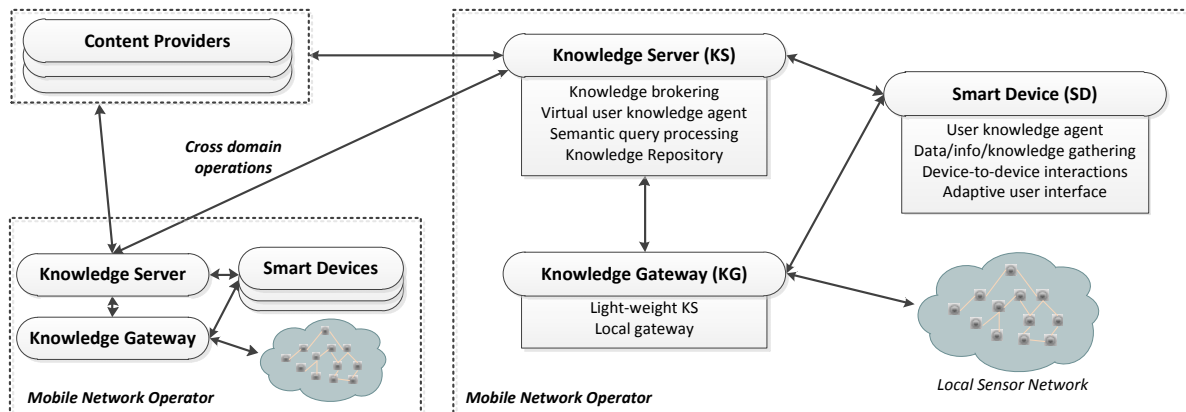 Content Providers
Cross domain
operations
Knowledge Server
Smart Devices
Knowledge Gateway
Mobile Network Operator
Knowledge Server (KS)
Knowledge brokering
Virtual user knowledge agent
Semantic query processing
Knowledge Repository
Smart Device (SD)
User knowledge agent
Data/info/knowledge gathering
Device-to-device interactions
Adaptive user interface
Knowledge Gateway (KG)
Light-weight KS
Local gateway
Local Sensor Network
Mobile Network Operator